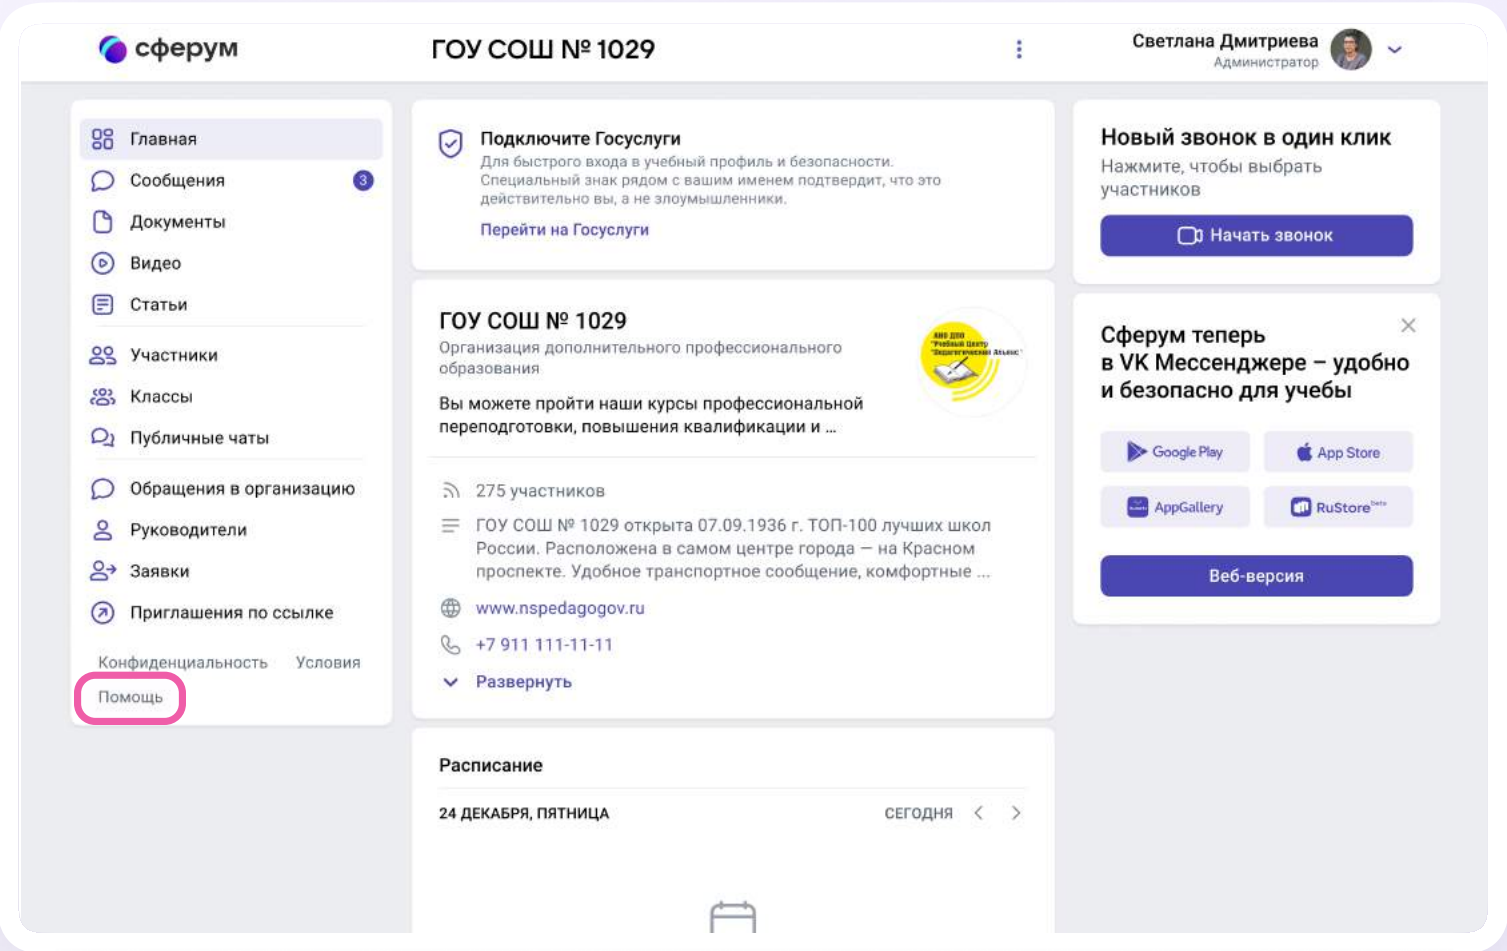 сферум
ГОУ СОШ № 1029
Светлана Дмитриева
Администратор
Главная
Сообщения
3
Документы
Видео
Статьи
Участники
Классы
Публичные чаты
Обращения в организацию
Руководители
Заявки
Приглашения по ссылке
Конфиденциальность Условия
Помощь
Подключите Госуслуги
Для быстрого входа в учебный профиль и безопасности.
Специальный знак рядом с вашим именем подтвердит, что это
действительно вы, а не злоумышленники.
Перейти на Госуслуги
ГОУ СОШ № 1029
Организация дополнительного профессионального
образования
Вы можете пройти наши курсы профессиональной
переподготовки, повышения квалификации и ...
АНО ДПО
"Учебный Центр
"Педагогический Альянс"
275 участников
ГОУ СОШ № 1029 открыта 07.09.1936 г. ТОП-100 лучших школ
России. Расположена в самом центре города — на Красном
проспекте. Удобное транспортное сообщение, комфортные ...
www.nspedagogov.ru
+7 911 111-11-11
Развернуть
Расписание
24 ДЕКАБРЯ, ПЯТНИЦА
СЕГОДНЯ
Новый звонок в один клик
Нажмите, чтобы выбрать
участников
Начать звонок
Сферум теперь
в VK Мессенджере – удобно
и безопасно для учебы
Google Play
App Store
AppGallery
RuStore beta
Веб-версия